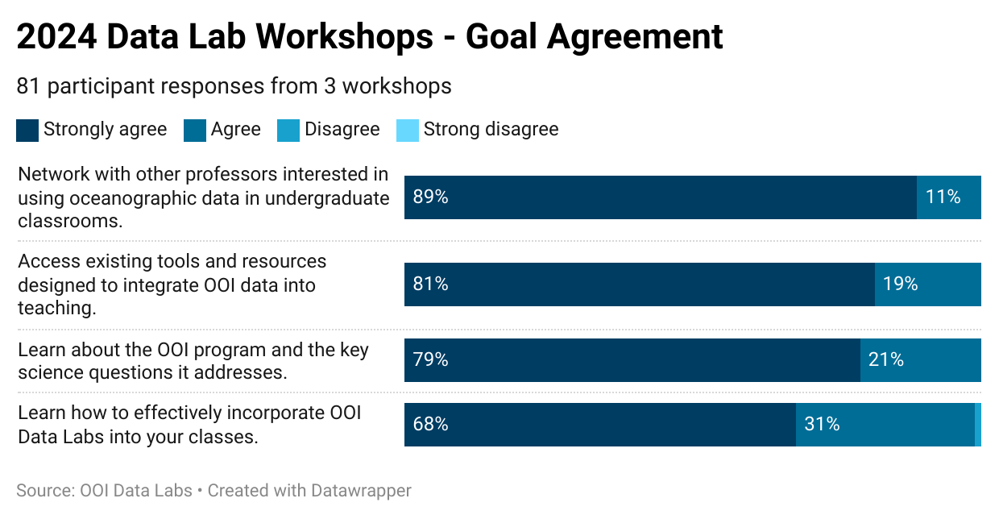 2024 Data Lab Workshops - Goal Agreement
81 participant responses from 3 workshops
Strongly agree Agree Disagree Strong disagree
Network with other professors interested in
using oceanographic data in undergraduate
classrooms.
89% 11%
Access existing tools and resources
designed to integrate OOI data into
teaching.
81% 19%
Learn about the OOI program and the key
science questions it addresses.
79% 21%
Learn how to effectively incorporate OOI
Data Labs into your classes.
68% 31%
Source: OOI Data Labs • Created with Datawrapper